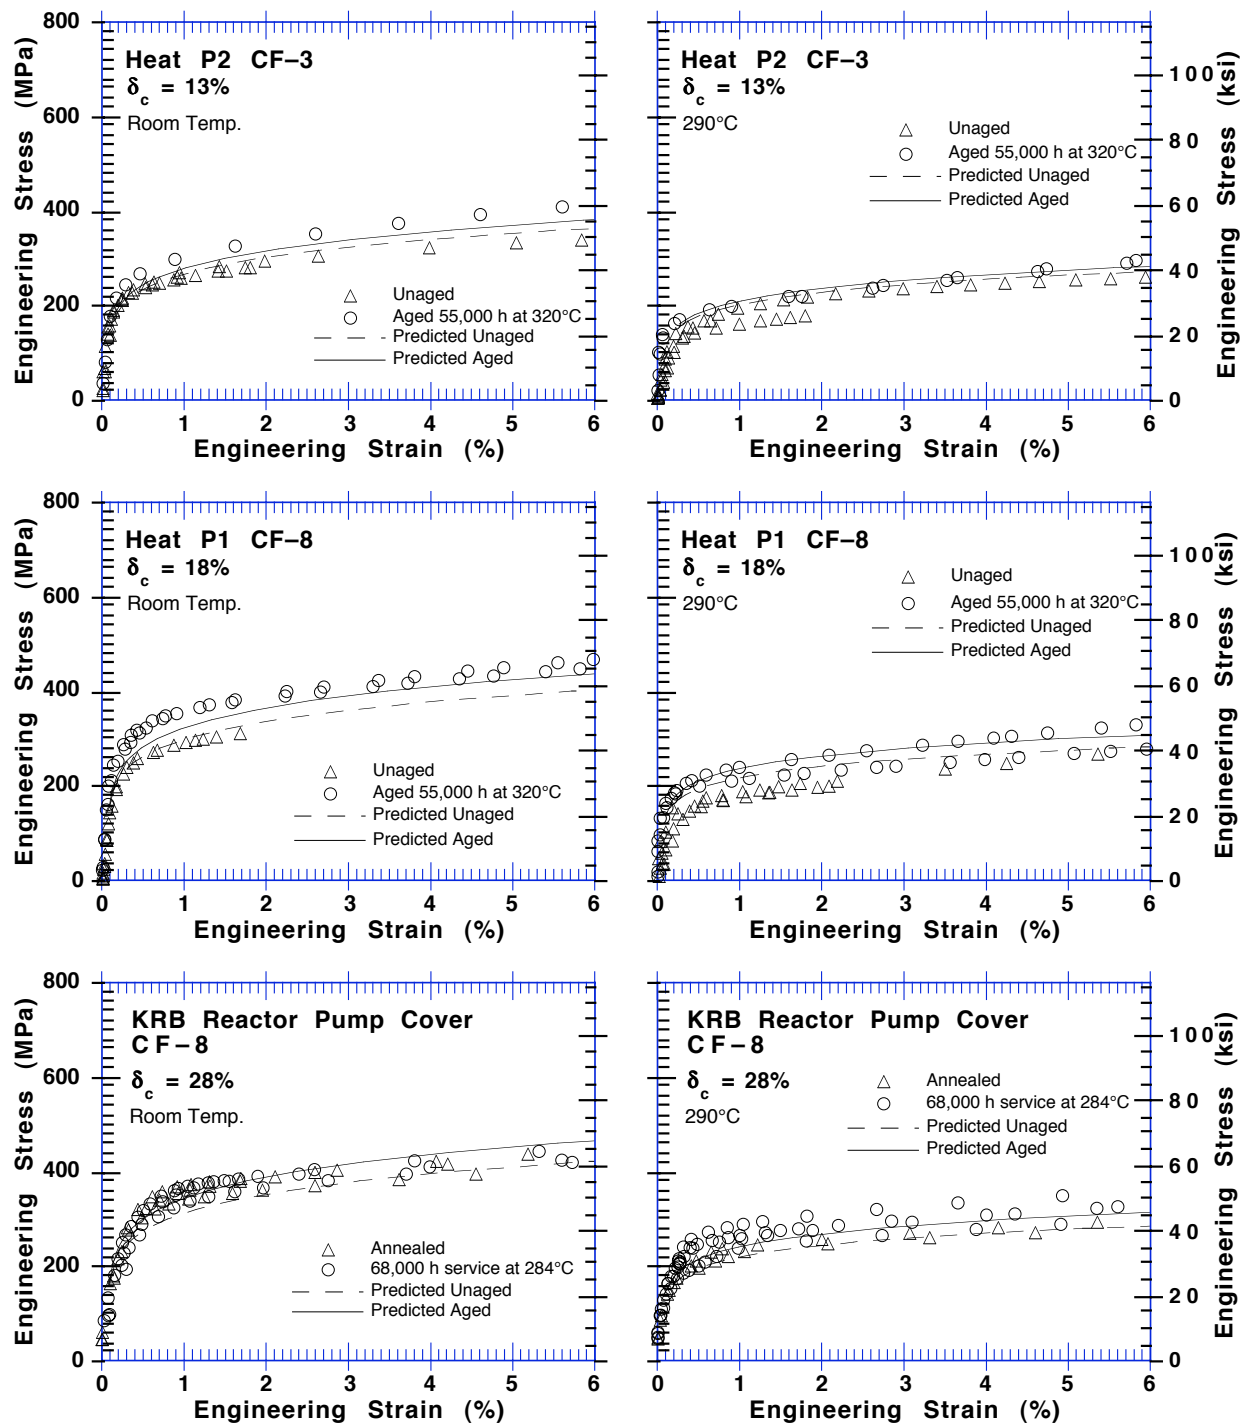 Heat P2 CF–3
δc = 13%
Room Temp.
Unaged
Aged 55,000 h at 320°C
Predicted Unaged
Predicted Aged
800
600
400
200
0
0 1 2 3 4 5 6
Engineering Stress (MPa)
Engineering Strain (%)
Heat P2 CF–3
δc = 13%
290°C
Unaged
Aged 55,000 h at 320°C
Predicted Unaged
Predicted Aged
100
80
60
40
20
0
0 1 2 3 4 5 6
Engineering Stress (ksi)
Engineering Strain (%)
Heat P1 CF–8
δc = 18%
Room Temp.
Unaged
Aged 55,000 h at 320°C
Predicted Unaged
Predicted Aged
800
600
400
200
0
0 1 2 3 4 5 6
Engineering Stress (MPa)
Engineering Strain (%)
Heat P1 CF–8
δc = 18%
290°C
Unaged
Aged 55,000 h at 320°C
Predicted Unaged
Predicted Aged
100
80
60
40
20
0
0 1 2 3 4 5 6
Engineering Stress (ksi)
Engineering Strain (%)
KRB Reactor Pump Cover
CF–8
δc = 28%
Room Temp.
Annealed
68,000 h service at 284°C
Predicted Unaged
Predicted Aged
800
600
400
200
0
0 1 2 3 4 5 6
Engineering Stress (MPa)
Engineering Strain (%)
KRB Reactor Pump Cover
CF–8
δc = 28%
290°C
Annealed
68,000 h service at 284°C
Predicted Unaged
Predicted Aged
100
80
60
40
20
0
0 1 2 3 4 5 6
Engineering Stress (ksi)
Engineering Strain (%)